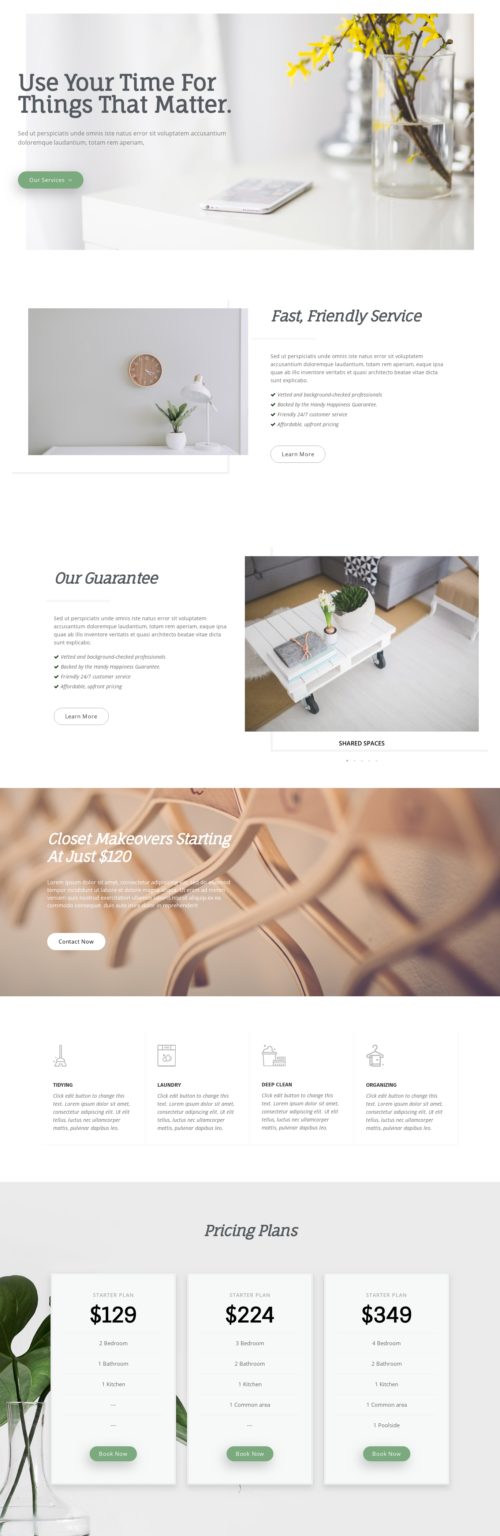 Use Your Time For
Things That Matter.
Sed ut perspiciatis unde omnis iste natus error sit voluptatem accusantium
doloremque laudantium, totam rem aperiam,
Our Services →
Fast, Friendly Service
Sed ut perspiciatis unde omnis iste natus error sit voluptatem
accusantium doloremque laudantium, totam rem aperiam, eaque ipsa
quae ab illo inventore veritatis et quasi architecto beatae vitae dicta
sunt explicabo.
✔ Vetted and background-checked professionals
✔ Backed by the Handy Happiness Guarantee.
✔ Friendly 24/7 customer service
✔ Affordable, upfront pricing
Learn More
Our Guarantee
Sed ut perspiciatis unde omnis iste natus error sit voluptatem
accusantium doloremque laudantium, totam rem aperiam, eaque ipsa
quae ab illo inventore veritatis et quasi architecto beatae vitae dicta
sunt explicabo.
✔ Vetted and background-checked professionals
✔ Backed by the Handy Happiness Guarantee
✔ Friendly 24/7 customer service
✔ Affordable, upfront pricing
Learn More
SHARED SPACES
Closet Makeovers Starting
At Just $120
Lorem ipsum dolor sit amet, consectetur adipiscing elit, sed do eiusmod
tempor incididunt ut labore et dolore magna aliqua. Ut enim ad minim
veniam, quis nostrud exercitation ullamco laboris nisi ut aliquip ex ea
commodo consequat. duis aute irure dolor in reprehenderit
Contact Now
TIDYING
Click edit button to change this
text. Lorem ipsum dolor sit amet,
consectetur adipiscing elit. Ut elit
tellus, luctus nec ullamcorper
mattis, pulvinar dapibus leo.
LAUNDRY
Click edit button to change this
text. Lorem ipsum dolor sit amet,
consectetur adipiscing elit. Ut elit
tellus, luctus nec ullamcorper
mattis, pulvinar dapibus leo.
DEEP CLEAN
Click edit button to change this
text. Lorem ipsum dolor sit amet,
consectetur adipiscing elit. Ut elit
tellus, luctus nec ullamcorper
mattis, pulvinar dapibus leo.
ORGANIZING
Click edit button to change this
text. Lorem ipsum dolor sit amet,
consectetur adipiscing elit. Ut elit
tellus, luctus nec ullamcorper
mattis, pulvinar dapibus leo.
Pricing Plans
STARTER PLAN
$129
2 Bedroom
1 Bathroom
1 Kitchen
---
---
Book Now
STARTER PLAN
$224
3 Bedroom
2 Bathroom
1 Kitchen
1 Common area
---
Book Now
STARTER PLAN
$349
4 Bedroom
2 Bathroom
1 Kitchen
1 Common area
1 Poolside
Book Now